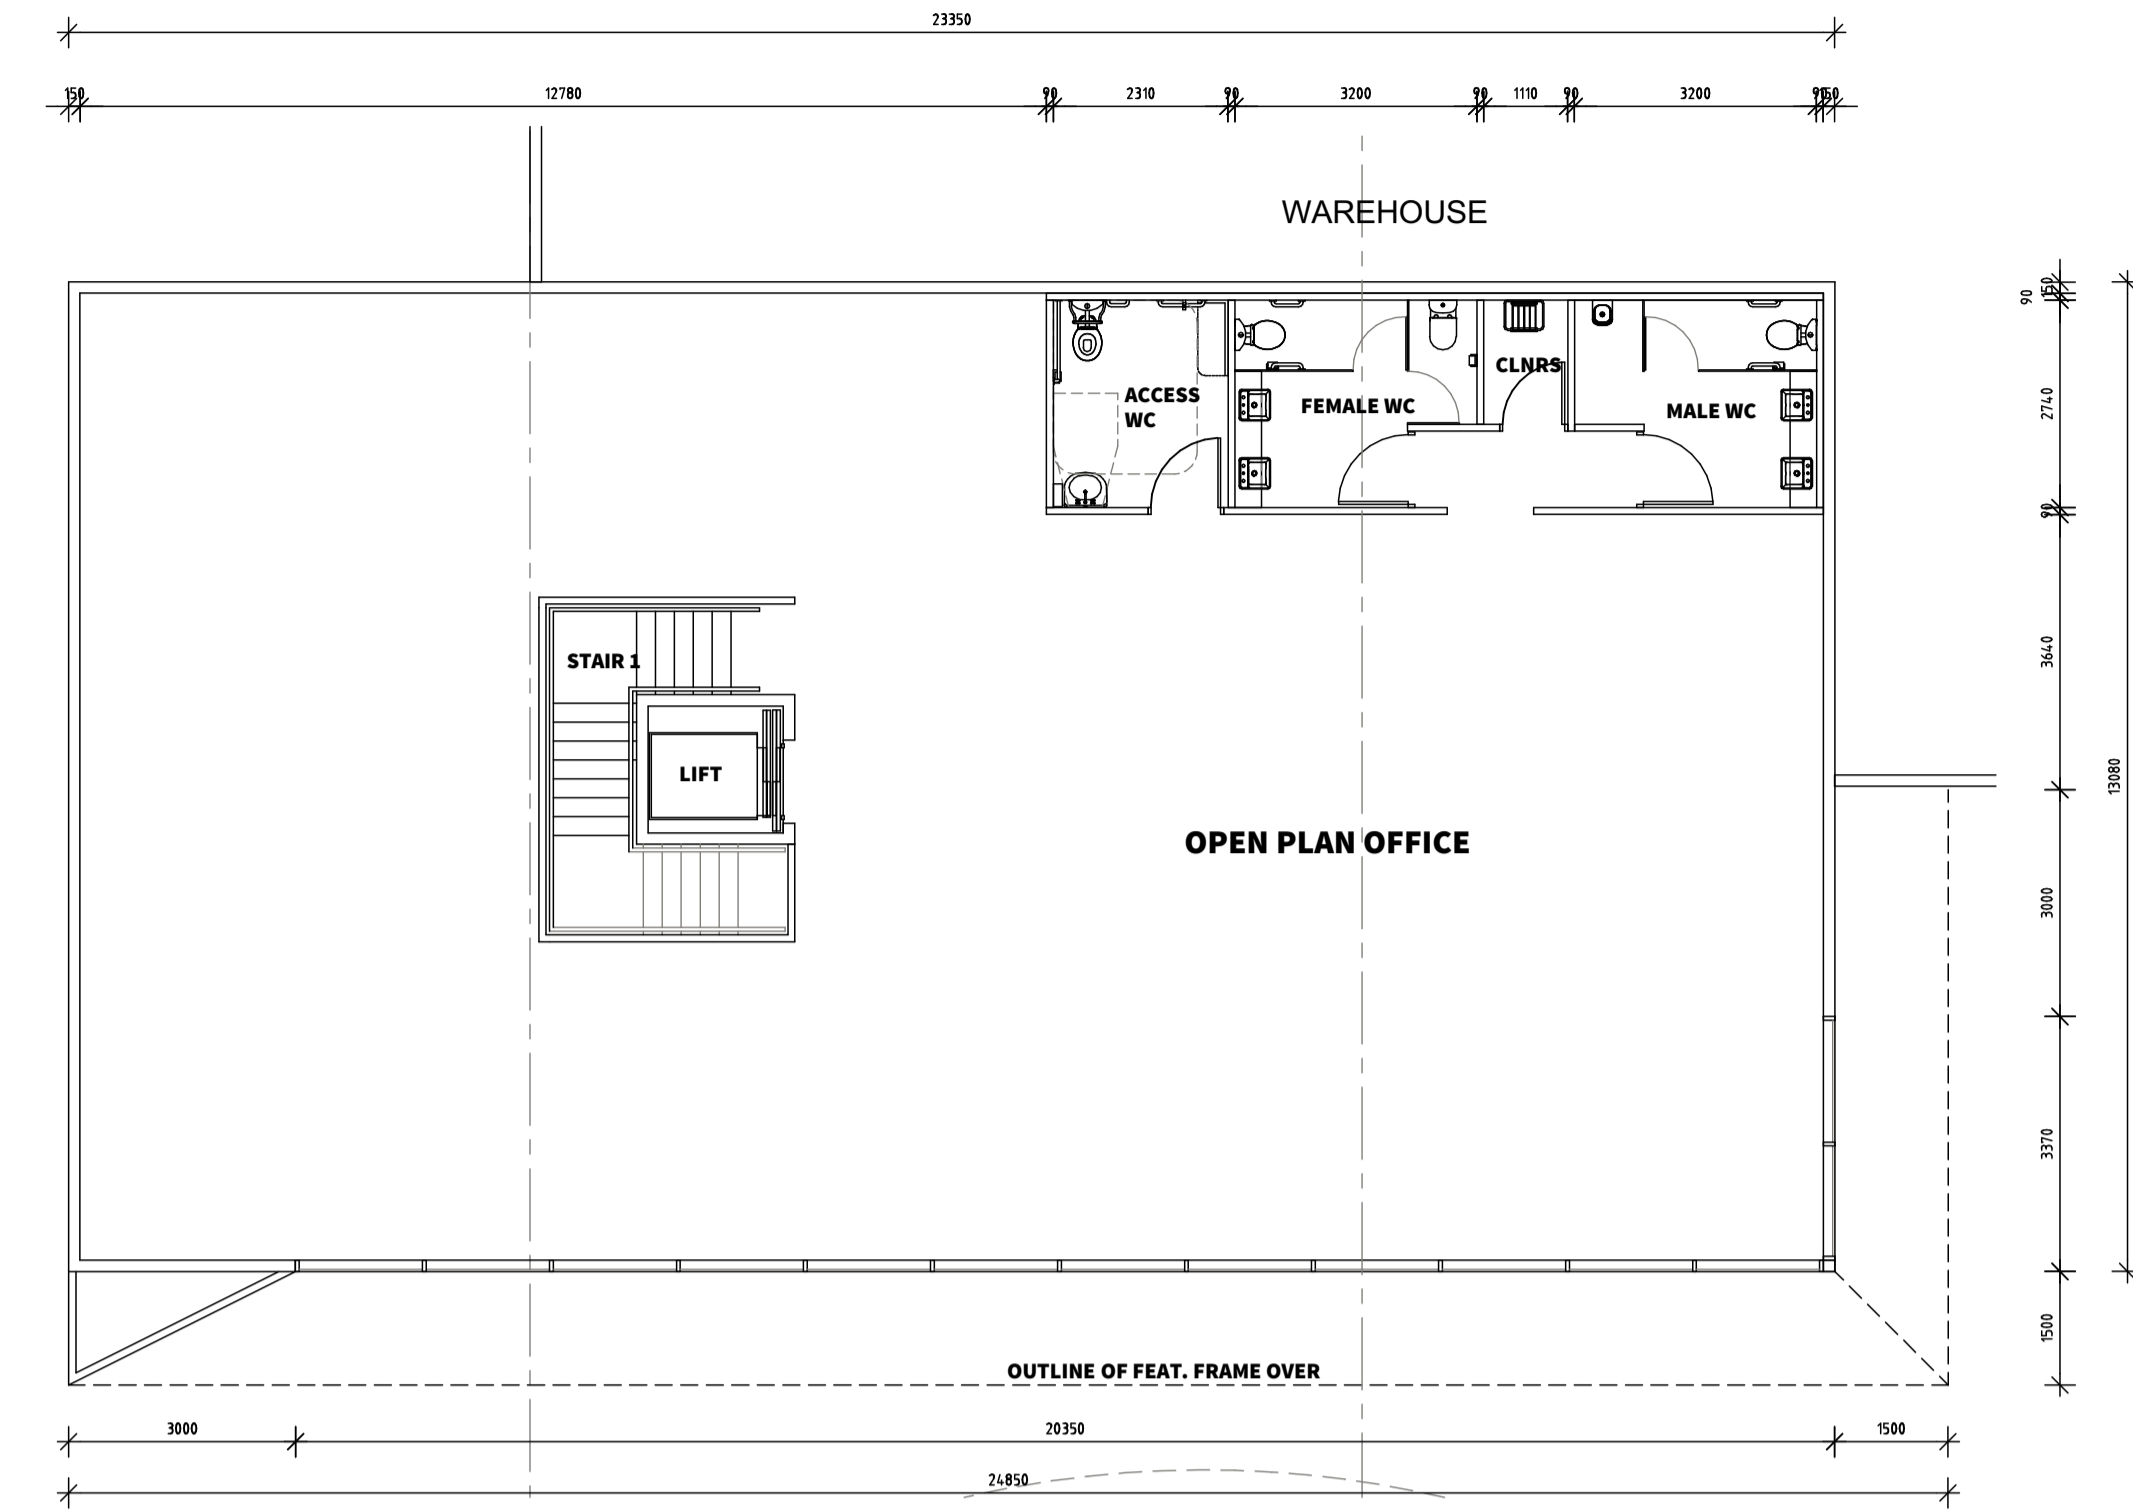 23350
150
12780
90
2310
90
3200
90
1110
90
3200
90
150
WAREHOUSE
150
90
ACCESS
WC
FEMALE WC
CLNRS
MALE WC
2740
90
STAIR 1
3640
LIFT
13080
OPEN PLAN OFFICE
3000
3370
1500
OUTLINE OF FEAT. FRAME OVER
3000
20350
1500
24850